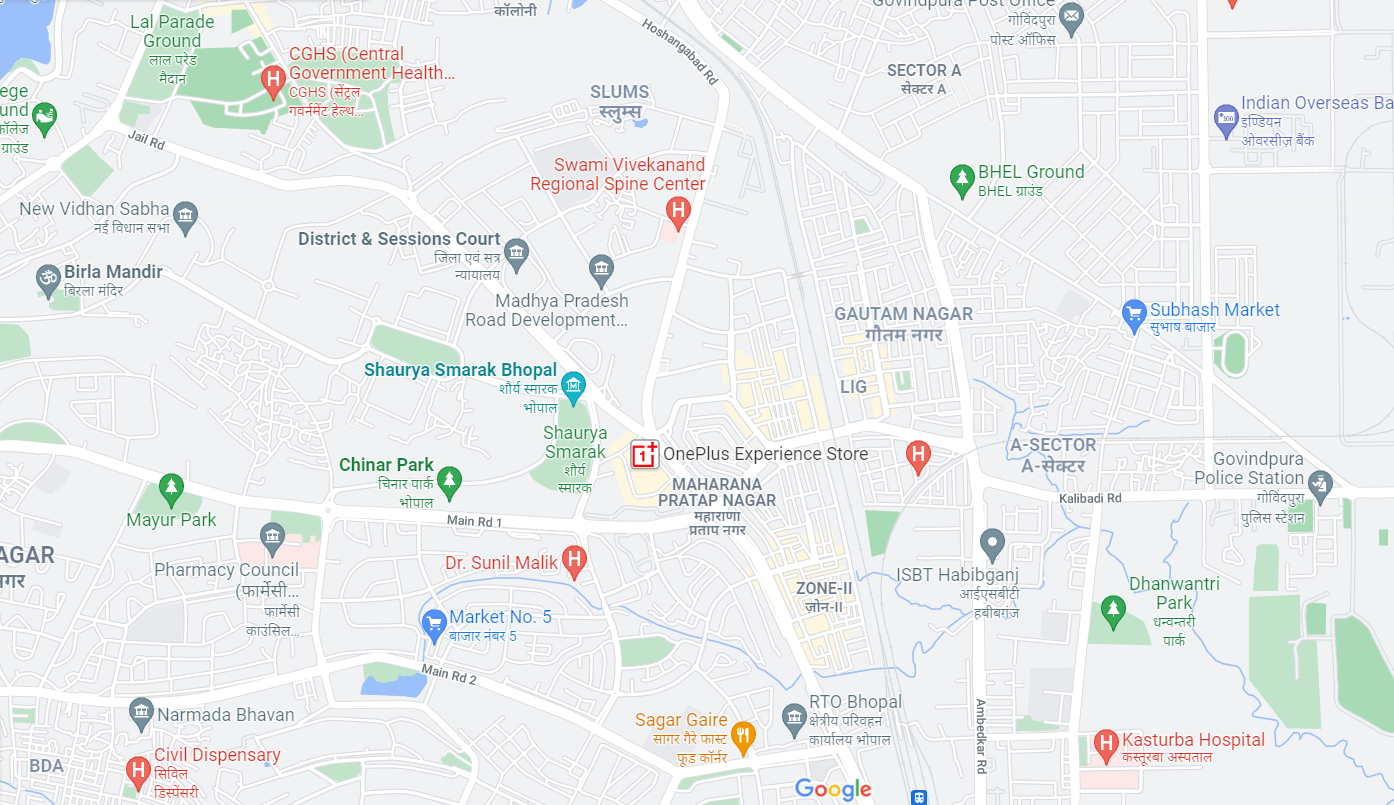 कॉलोनी
Govindpura Post Office
गोविंदपुरा
पोस्ट ऑफिस
Lal Parade
Ground
लाल परेड
मैदान
Hoshangabad Rd
CGHS (Central
Government Health...
CGHS (सेंट्रल
गवर्नमेंट हेल्थ...
SECTOR A
सेक्टर A
SLUMS
स्लुम्स
ege
und
कॉलेज
ग्राउंड
Indian Overseas Ba
इंण्डियन
ओवरसीज़ बैंक
Jail Rd
Swami Vivekanand
Regional Spine Center
H
BHEL Ground
BHEL ग्राउंड
New Vidhan Sabha
नई विधान सभा
District & Sessions Court
जिला एवं सत्र
न्यायालय
Birla Mandir
बिरला मंदिर
Madhya Pradesh
Road Development...
GAUTAM NAGAR
गौतम नगर
Subhash Market
सुभाष बाजार
Shaurya Smarak Bhopal
शौर्य स्मारक
भोपाल
LIG
Shaurya
Smarak
शौर्य
स्मारक
OnePlus Experience Store
H
A-SECTOR
A-सेक्टर
Chinar Park
चिनार पार्क
भोपाल
MAHARANA
PRATAP NAGAR
महाराणा
प्रताप नगर
Govindpura
Police Station
गोविंदपुरा
पुलिस स्टेशन
Kalibadi Rd
Mayur Park
Main Rd 1
AGAR
गर
Pharmacy Council
(फार्मेसी...
फार्मेसी
काउंसिल...
Dr. Sunil Malik
H
ISBT Habibganj
आईएसबीटी
हबीबगंज
ZONE-II
ज़ोन-II
Dhanwantri
Park
धन्वन्तरी
पार्क
Market No. 5
बाजार नंबर 5
Main Rd 2
Narmada Bhavan
RTO Bhopal
क्षेत्रीय परिवहन
कार्यालय भोपाल
Sagar Gaire
सागर गैरे फास्ट
फूड कॉर्नर
Ambedkar Rd
Kasturba Hospital
कस्तूरबा अस्पताल
H
BDA
Civil Dispensary
सिविल
डिस्पेंसरी
H
Google